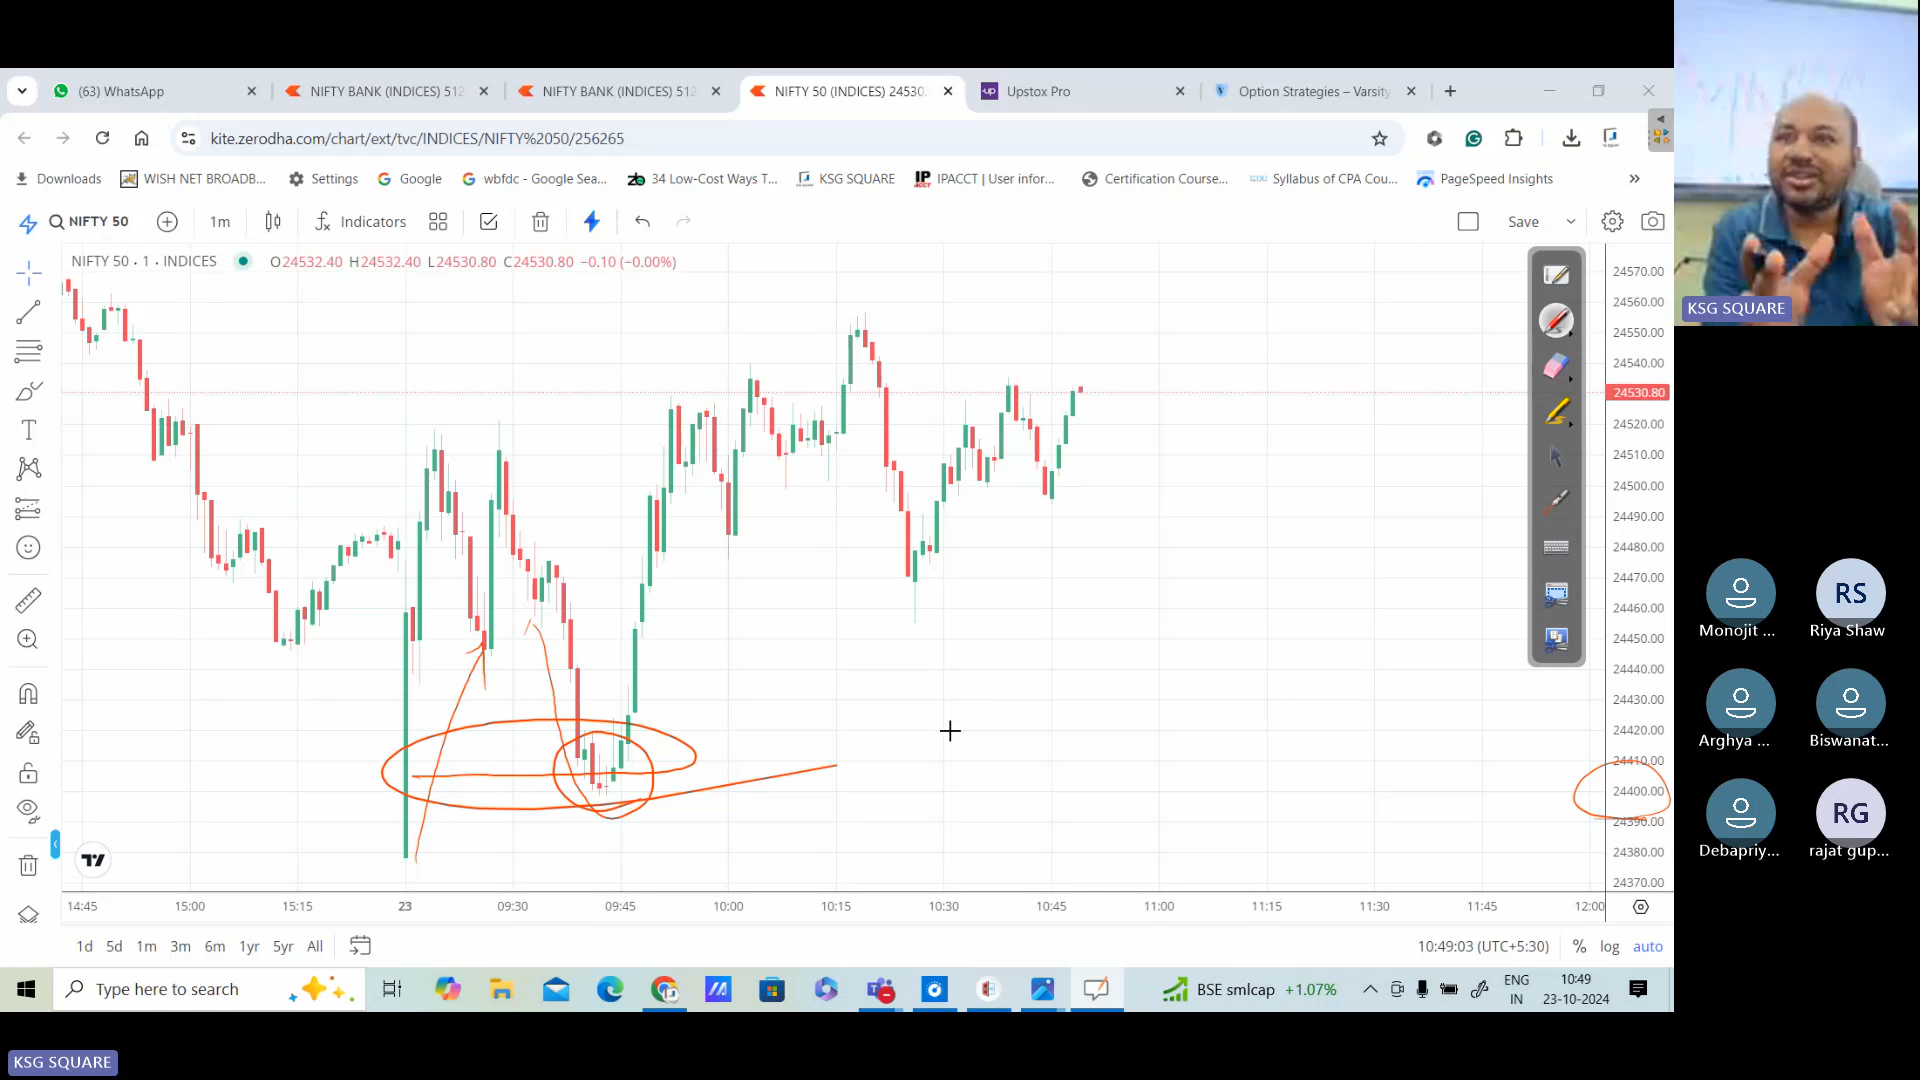 (63) WhatsApp
NIFTY BANK (INDICES) 512
NIFTY BANK (INDICES) 512
NIFTY 50 (INDICES) 24530.
Upstox Pro
Option Strategies – Varsity
kite.zerodha.com/chart/ext/tvc/INDICES/NIFTY%2050/256265
Downloads
WISH NET BROADB...
Settings
Google
wbfdc - Google Sea...
34 Low-Cost Ways T...
KSG SQUARE
IPACCT | User infor...
Certification Course...
Syllabus of CPA Cou...
PageSpeed Insights
NIFTY 50
1m
Indicators
Save
NIFTY 50 · 1 · INDICES
O24532.40 H24532.40 L24530.80 C24530.80 −0.10 (−0.00%)
24570.00
24560.00
24550.00
24540.00
24530.80
24520.00
24510.00
24500.00
24490.00
24480.00
24470.00
24460.00
24450.00
24440.00
24430.00
24420.00
24410.00
24400.00
24390.00
24380.00
24370.00
14:45 15:00 15:15 23 09:30 09:45 10:00 10:15 10:30 10:45 11:00 11:15 11:30 11:45 12:00
1d 5d 1m 3m 6m 1yr 5yr All
10:49:03 (UTC+5:30) % log auto
Type here to search
BSE smlcap +1.07%
ENG
IN
10:49
23-10-2024
KSG SQUARE
KSG SQUARE
RS
Monojit ...
Riya Shaw
Arghya ...
Biswanat...
RG
Debapriy...
rajat gup...